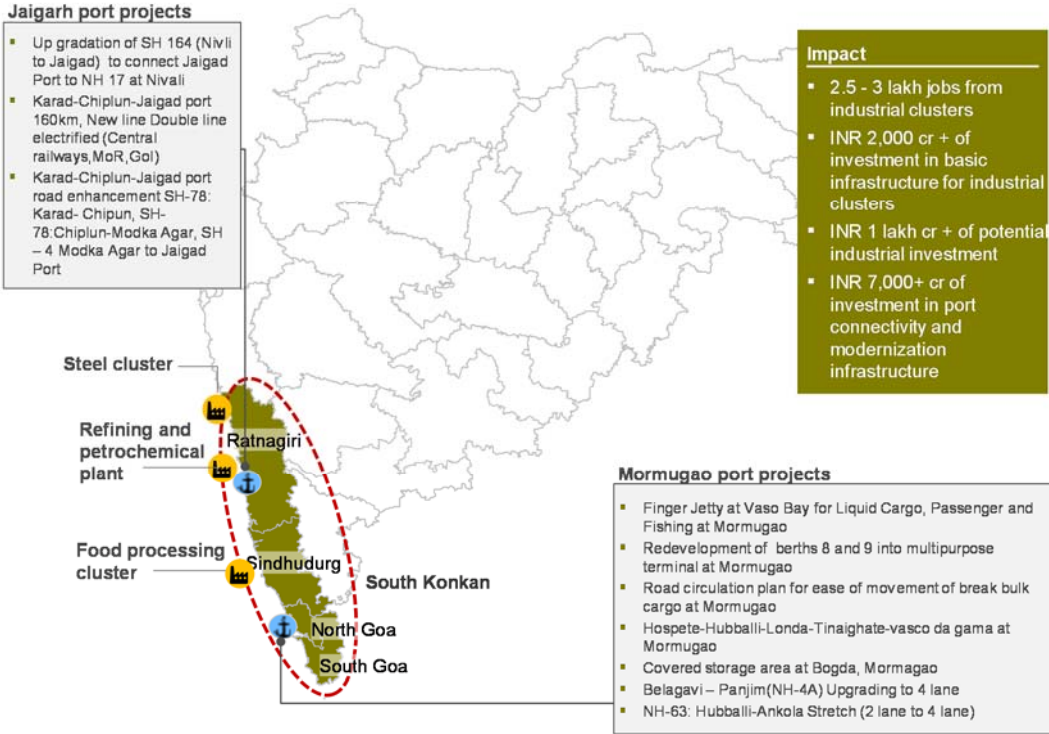 Jaigarh port projects
Up gradation of SH 164 (Nivli
to Jaigad) to connect Jaigad
Port to NH 17 at Nivali
Karad-Chiplun-Jaigad port
160km, New line Double line
electrified (Central
railways,MoR,GoI)
Karad-Chiplun-Jaigad port
road enhancement SH-78:
Karad- Chipun, SH-
78:Chiplun-Modka Agar, SH
– 4 Modka Agar to Jaigad
Port
Impact
2.5 - 3 lakh jobs from
industrial clusters
INR 2,000 cr + of
investment in basic
infrastructure for industrial
clusters
INR 1 lakh cr + of potential
industrial investment
INR 7,000+ cr of
investment in port
connectivity and
modernization
infrastructure
Steel cluster
Refining and
petrochemical
plant
Food processing
cluster
Ratnagiri
Sindhudurg
South Konkan
North Goa
South Goa
Mormugao port projects
Finger Jetty at Vaso Bay for Liquid Cargo, Passenger and
Fishing at Mormugao
Redevelopment of berths 8 and 9 into multipurpose
terminal at Mormugao
Road circulation plan for ease of movement of break bulk
cargo at Mormugao
Hospete-Hubballi-Londa-Tinaighate-vasco da gama at
Mormugao
Covered storage area at Bogda, Mormagao
Belagavi – Panjim(NH-4A) Upgrading to 4 lane
NH-63: Hubballi-Ankola Stretch (2 lane to 4 lane)